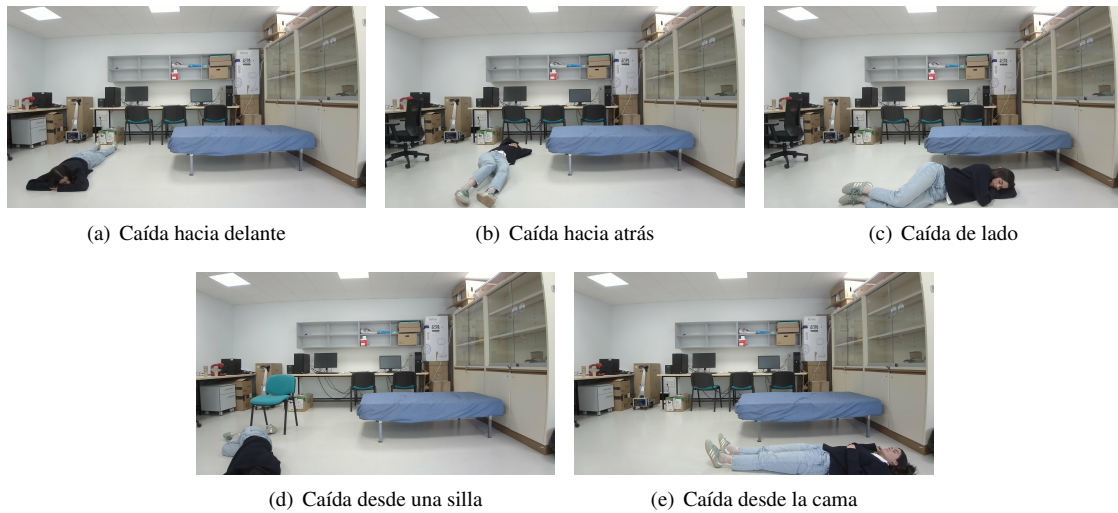 (a) Caída hacia delante
(b) Caída hacia atrás
(c) Caída de lado
(d) Caída desde una silla
(e) Caída desde la cama